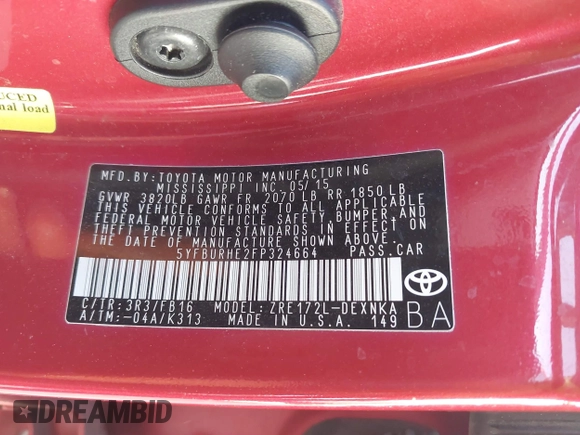 UCED
nal load
MFD.BY:TOYOTA MOTOR MANUFACTURING
MISSISSIPPI INC. 05/15
GVWR 3820LB GAWR FR 2070 LB RR 1850 LB
THIS VEHICLE CONFORMS TO ALL APPLICABLE
FEDERAL MOTOR VEHICLE SAFETY, BUMPER, AND
THEFT PREVENTION STANDARDS IN EFFECT ON
THE DATE OF MANUFACTURE SHOWN ABOVE.
5YFBURHE2FP324664 PASS.CAR
C/TR:3R3/FB16 MODEL:ZRE172L-DEXNKA
A/TM:-04A/K313 MADE IN U.S.A. 149
BA
DREAMBID